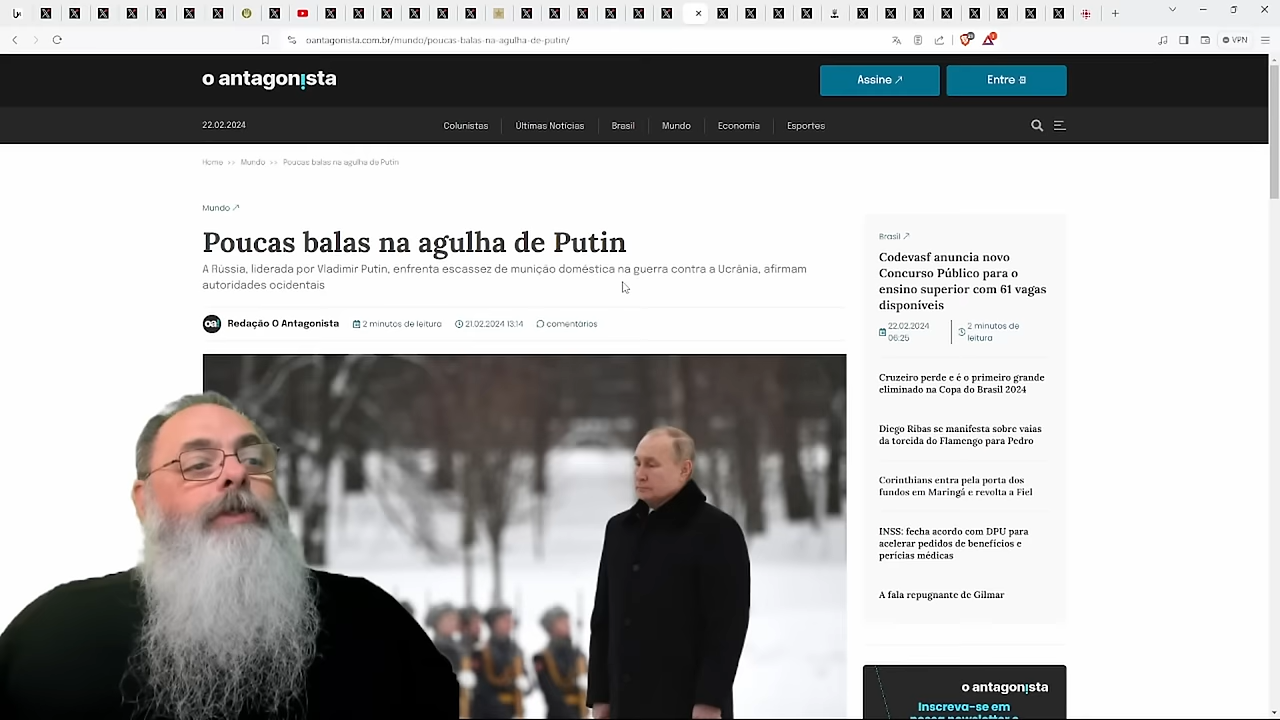 oantagonista.com.br/mundo/poucas-balas-na-agulha-de-putin/
VPN
o antagonista
Assine
Entre
22.02.2024
Colunistas
Últimas Notícias
Brasil
Mundo
Economia
Esportes
Home >> Mundo >> Poucas balas na agulha de Putin
Mundo
Poucas balas na agulha de Putin
A Rússia, liderada por Vladimir Putin, enfrenta escassez de munição doméstica na guerra contra a Ucrânia, afirmam
autoridades ocidentais
oa!
Redação O Antagonista
2 minutos de leitura
21.02.2024 13:14
comentários
Brasil
Codevasf anuncia novo
Concurso Público para o
ensino superior com 61 vagas
disponíveis
22.02.2024
06:25
2 minutos de
leitura
Cruzeiro perde e é o primeiro grande
eliminado na Copa do Brasil 2024
Diego Ribas se manifesta sobre vaias
da torcida do Flamengo para Pedro
Corinthians entra pela porta dos
fundos em Maringá e revolta a Fiel
INSS: fecha acordo com DPU para
acelerar pedidos de benefícios e
perícias médicas
A fala repugnante de Gilmar
o antagonista
Inscreva-se em
nossa newsletter e